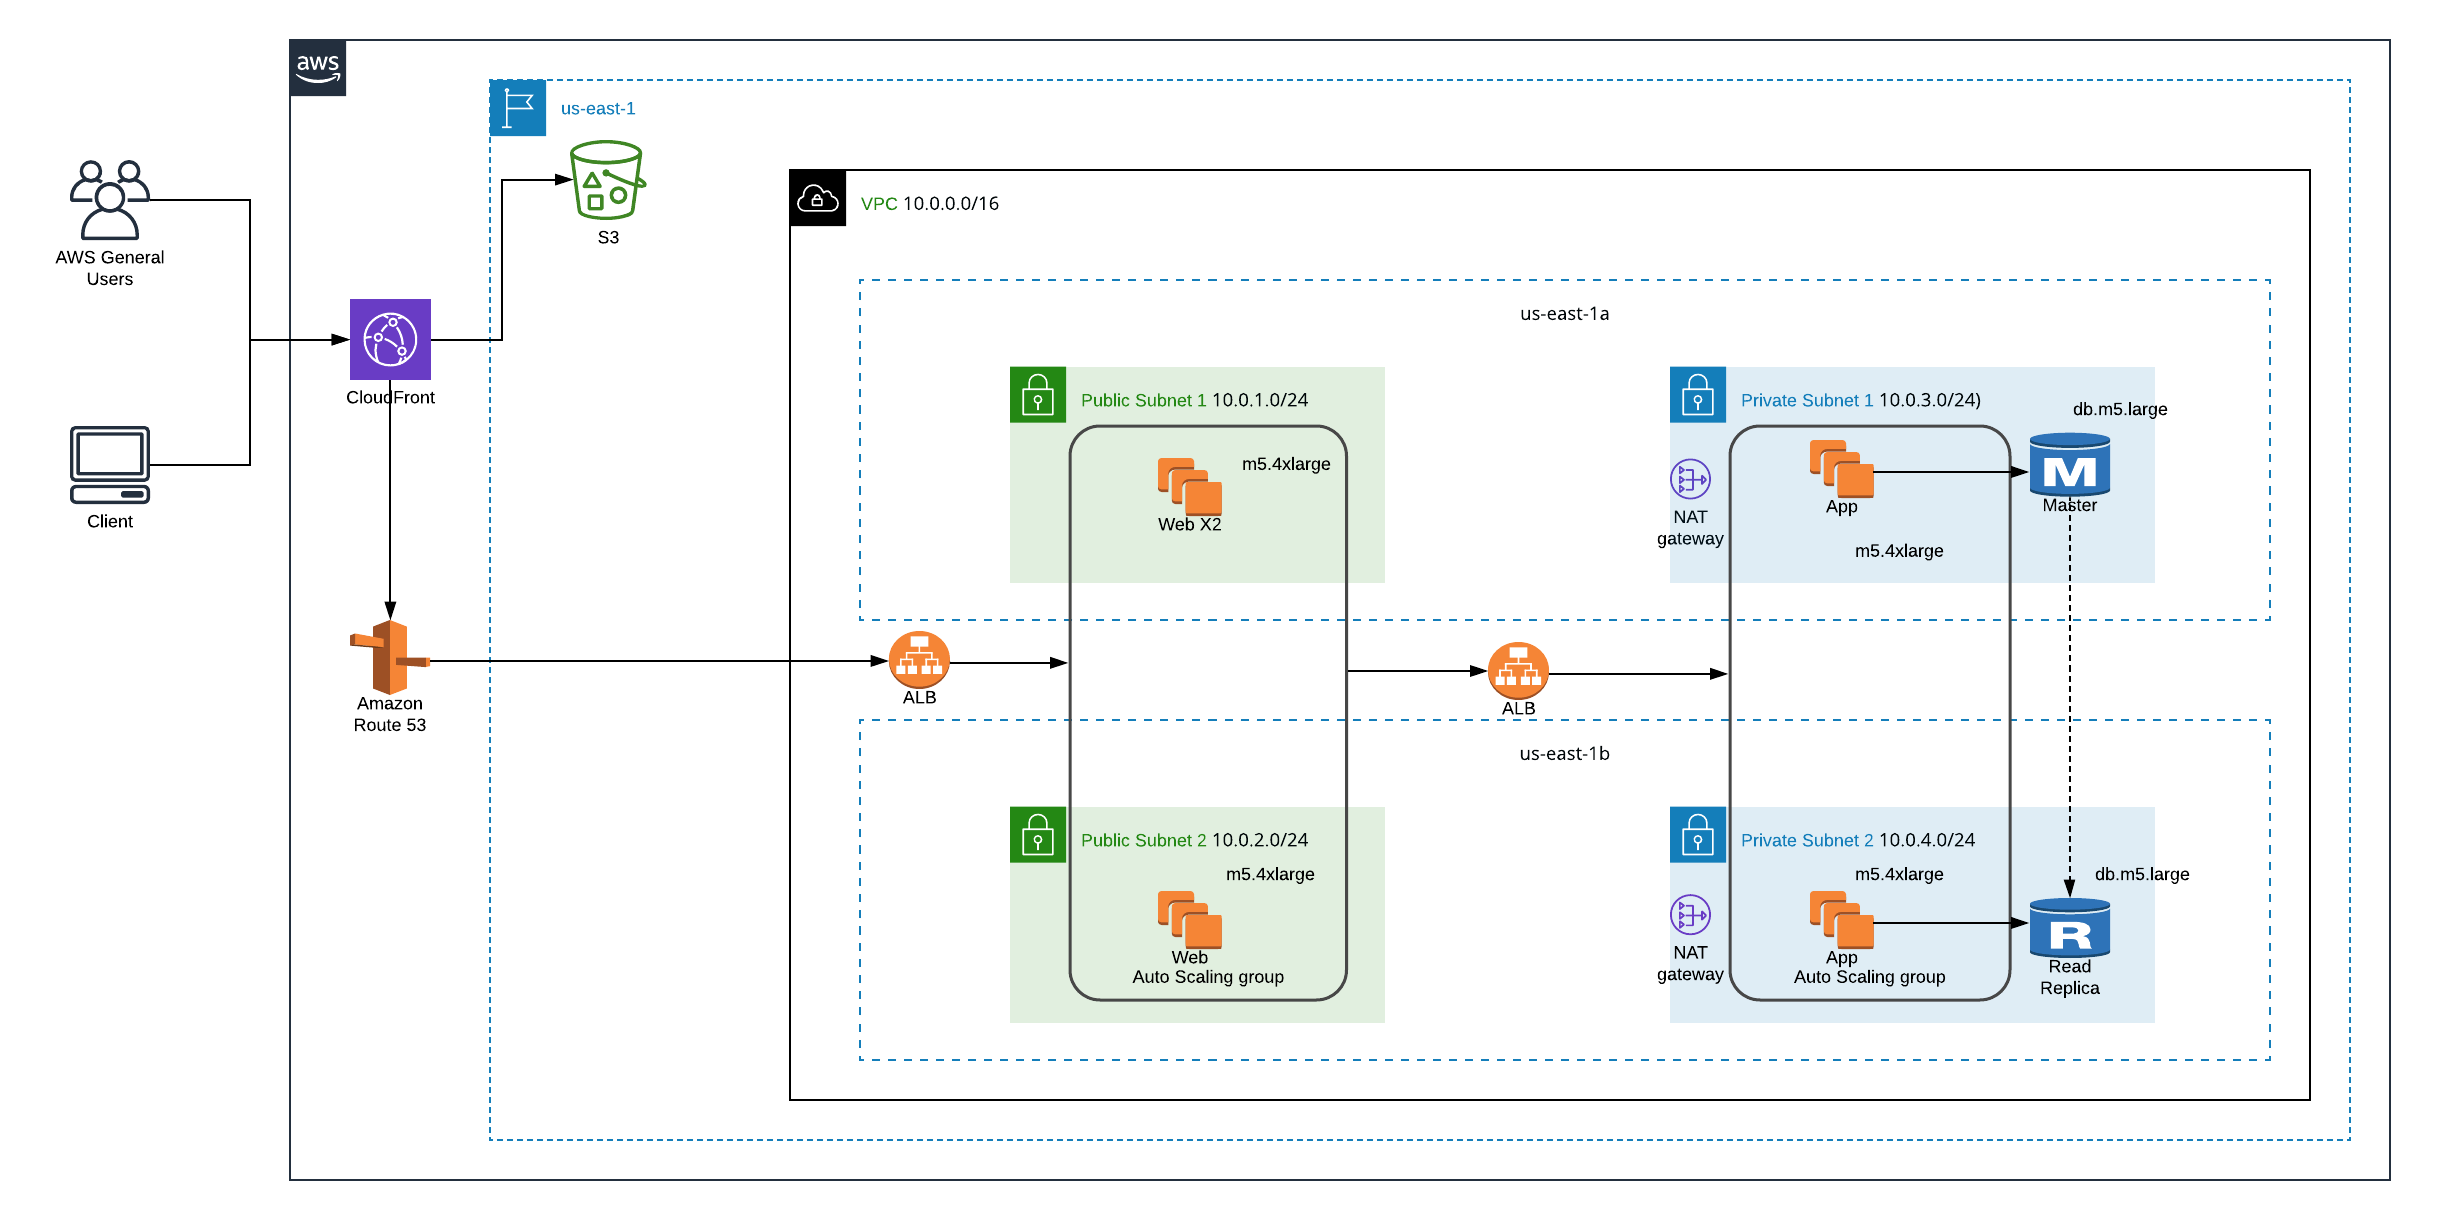 aws
us-east-1
S3
VPC 10.0.0.0/16
AWS General
Users
CloudFront
Client
Amazon
Route 53
us-east-1a
Public Subnet 1 10.0.1.0/24
m5.4xlarge
Web X2
Private Subnet 1 10.0.3.0/24)
db.m5.large
NAT
gateway
App
m5.4xlarge
M
Master
ALB
ALB
us-east-1b
Public Subnet 2 10.0.2.0/24
m5.4xlarge
Web
Auto Scaling group
Private Subnet 2 10.0.4.0/24
m5.4xlarge
db.m5.large
NAT
gateway
App
Auto Scaling group
R
Read
Replica